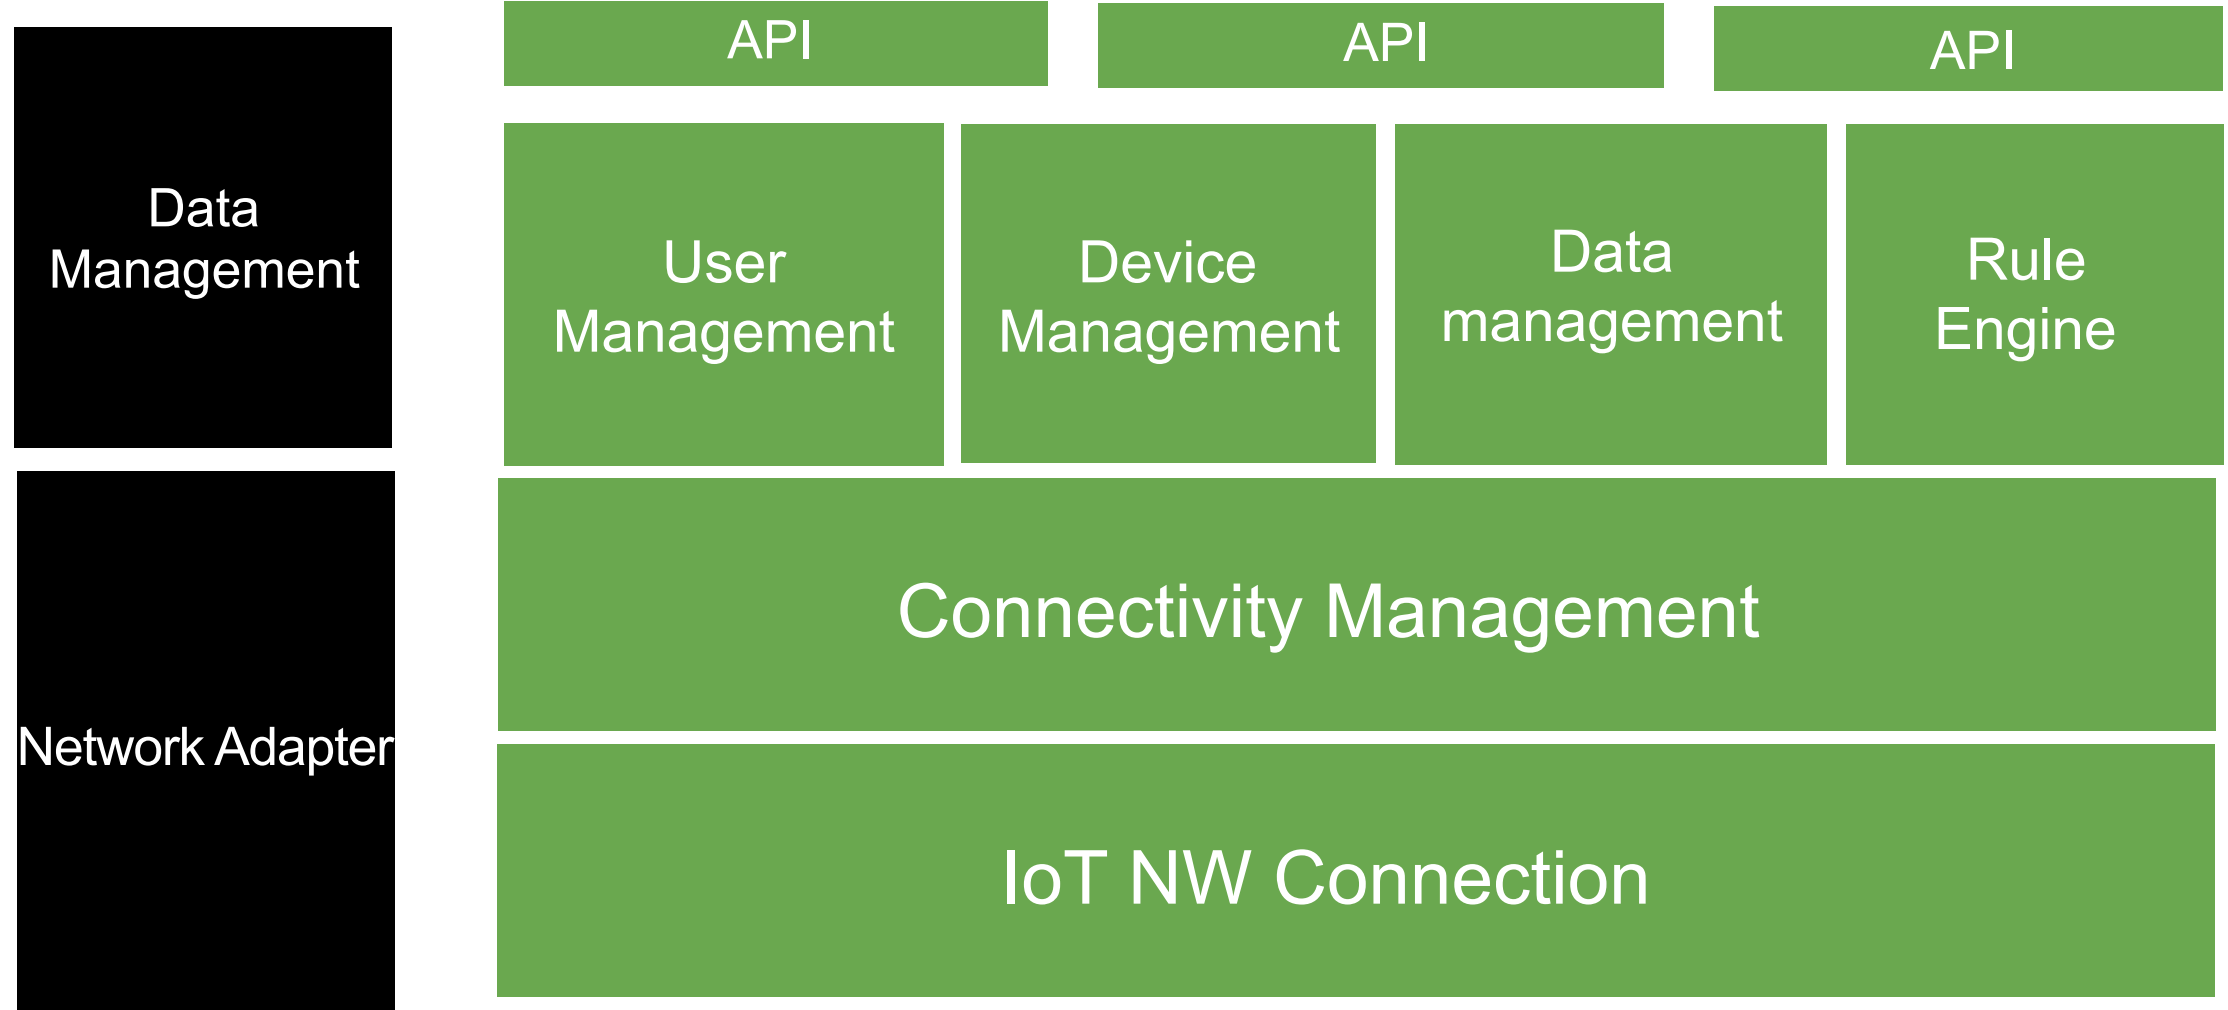 Data
Management
Network Adapter
API
API
API
User
Management
Device
Management
Data
management
Rule
Engine
Connectivity Management
IoT NW Connection